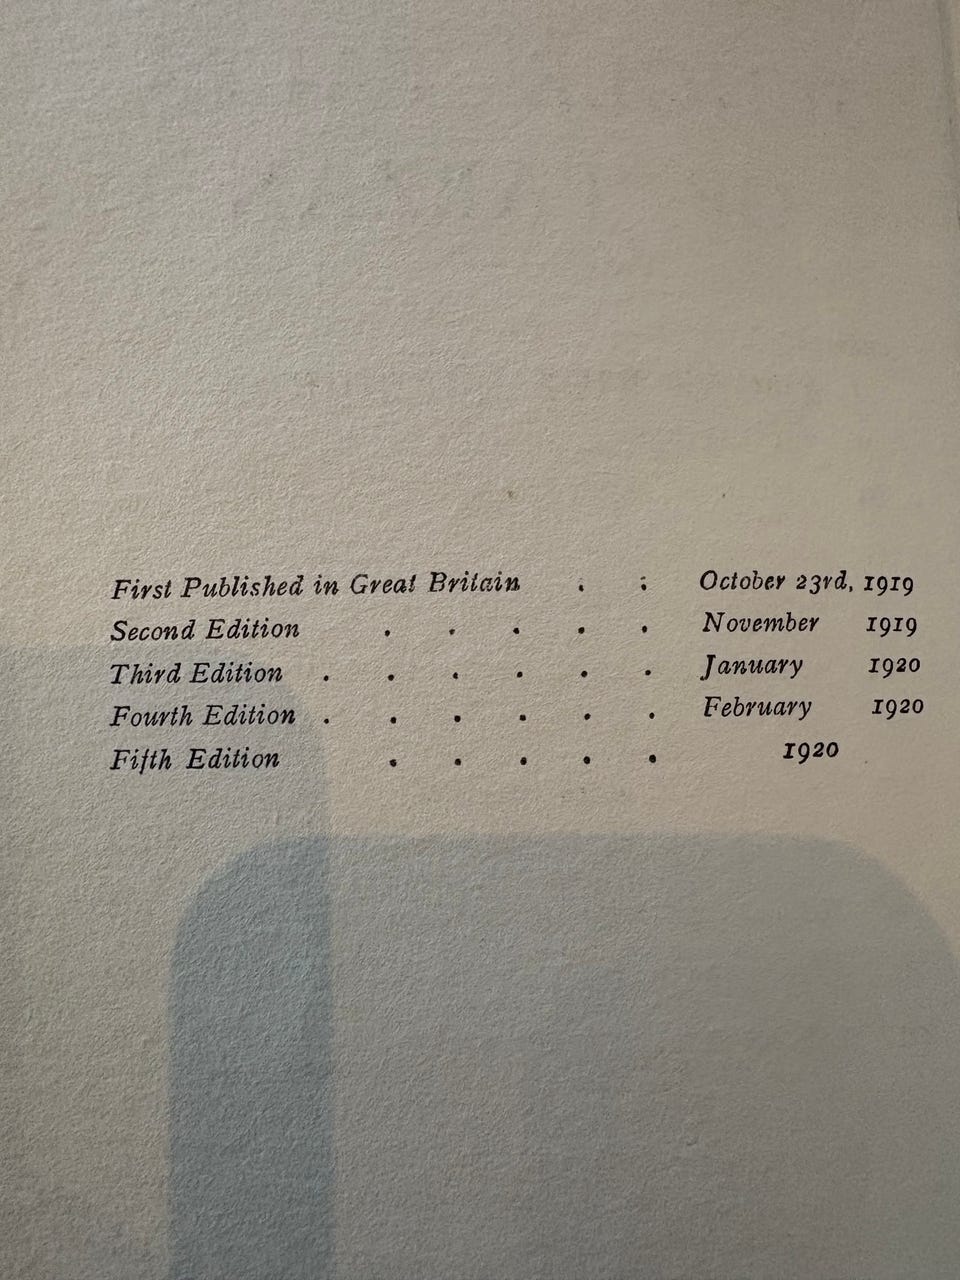 First Published in Great Britain . . October 23rd, 1919
Second Edition . . . . . November 1919
Third Edition . . . . . . January 1920
Fourth Edition . . . . . . February 1920
Fifth Edition . . . . . 1920